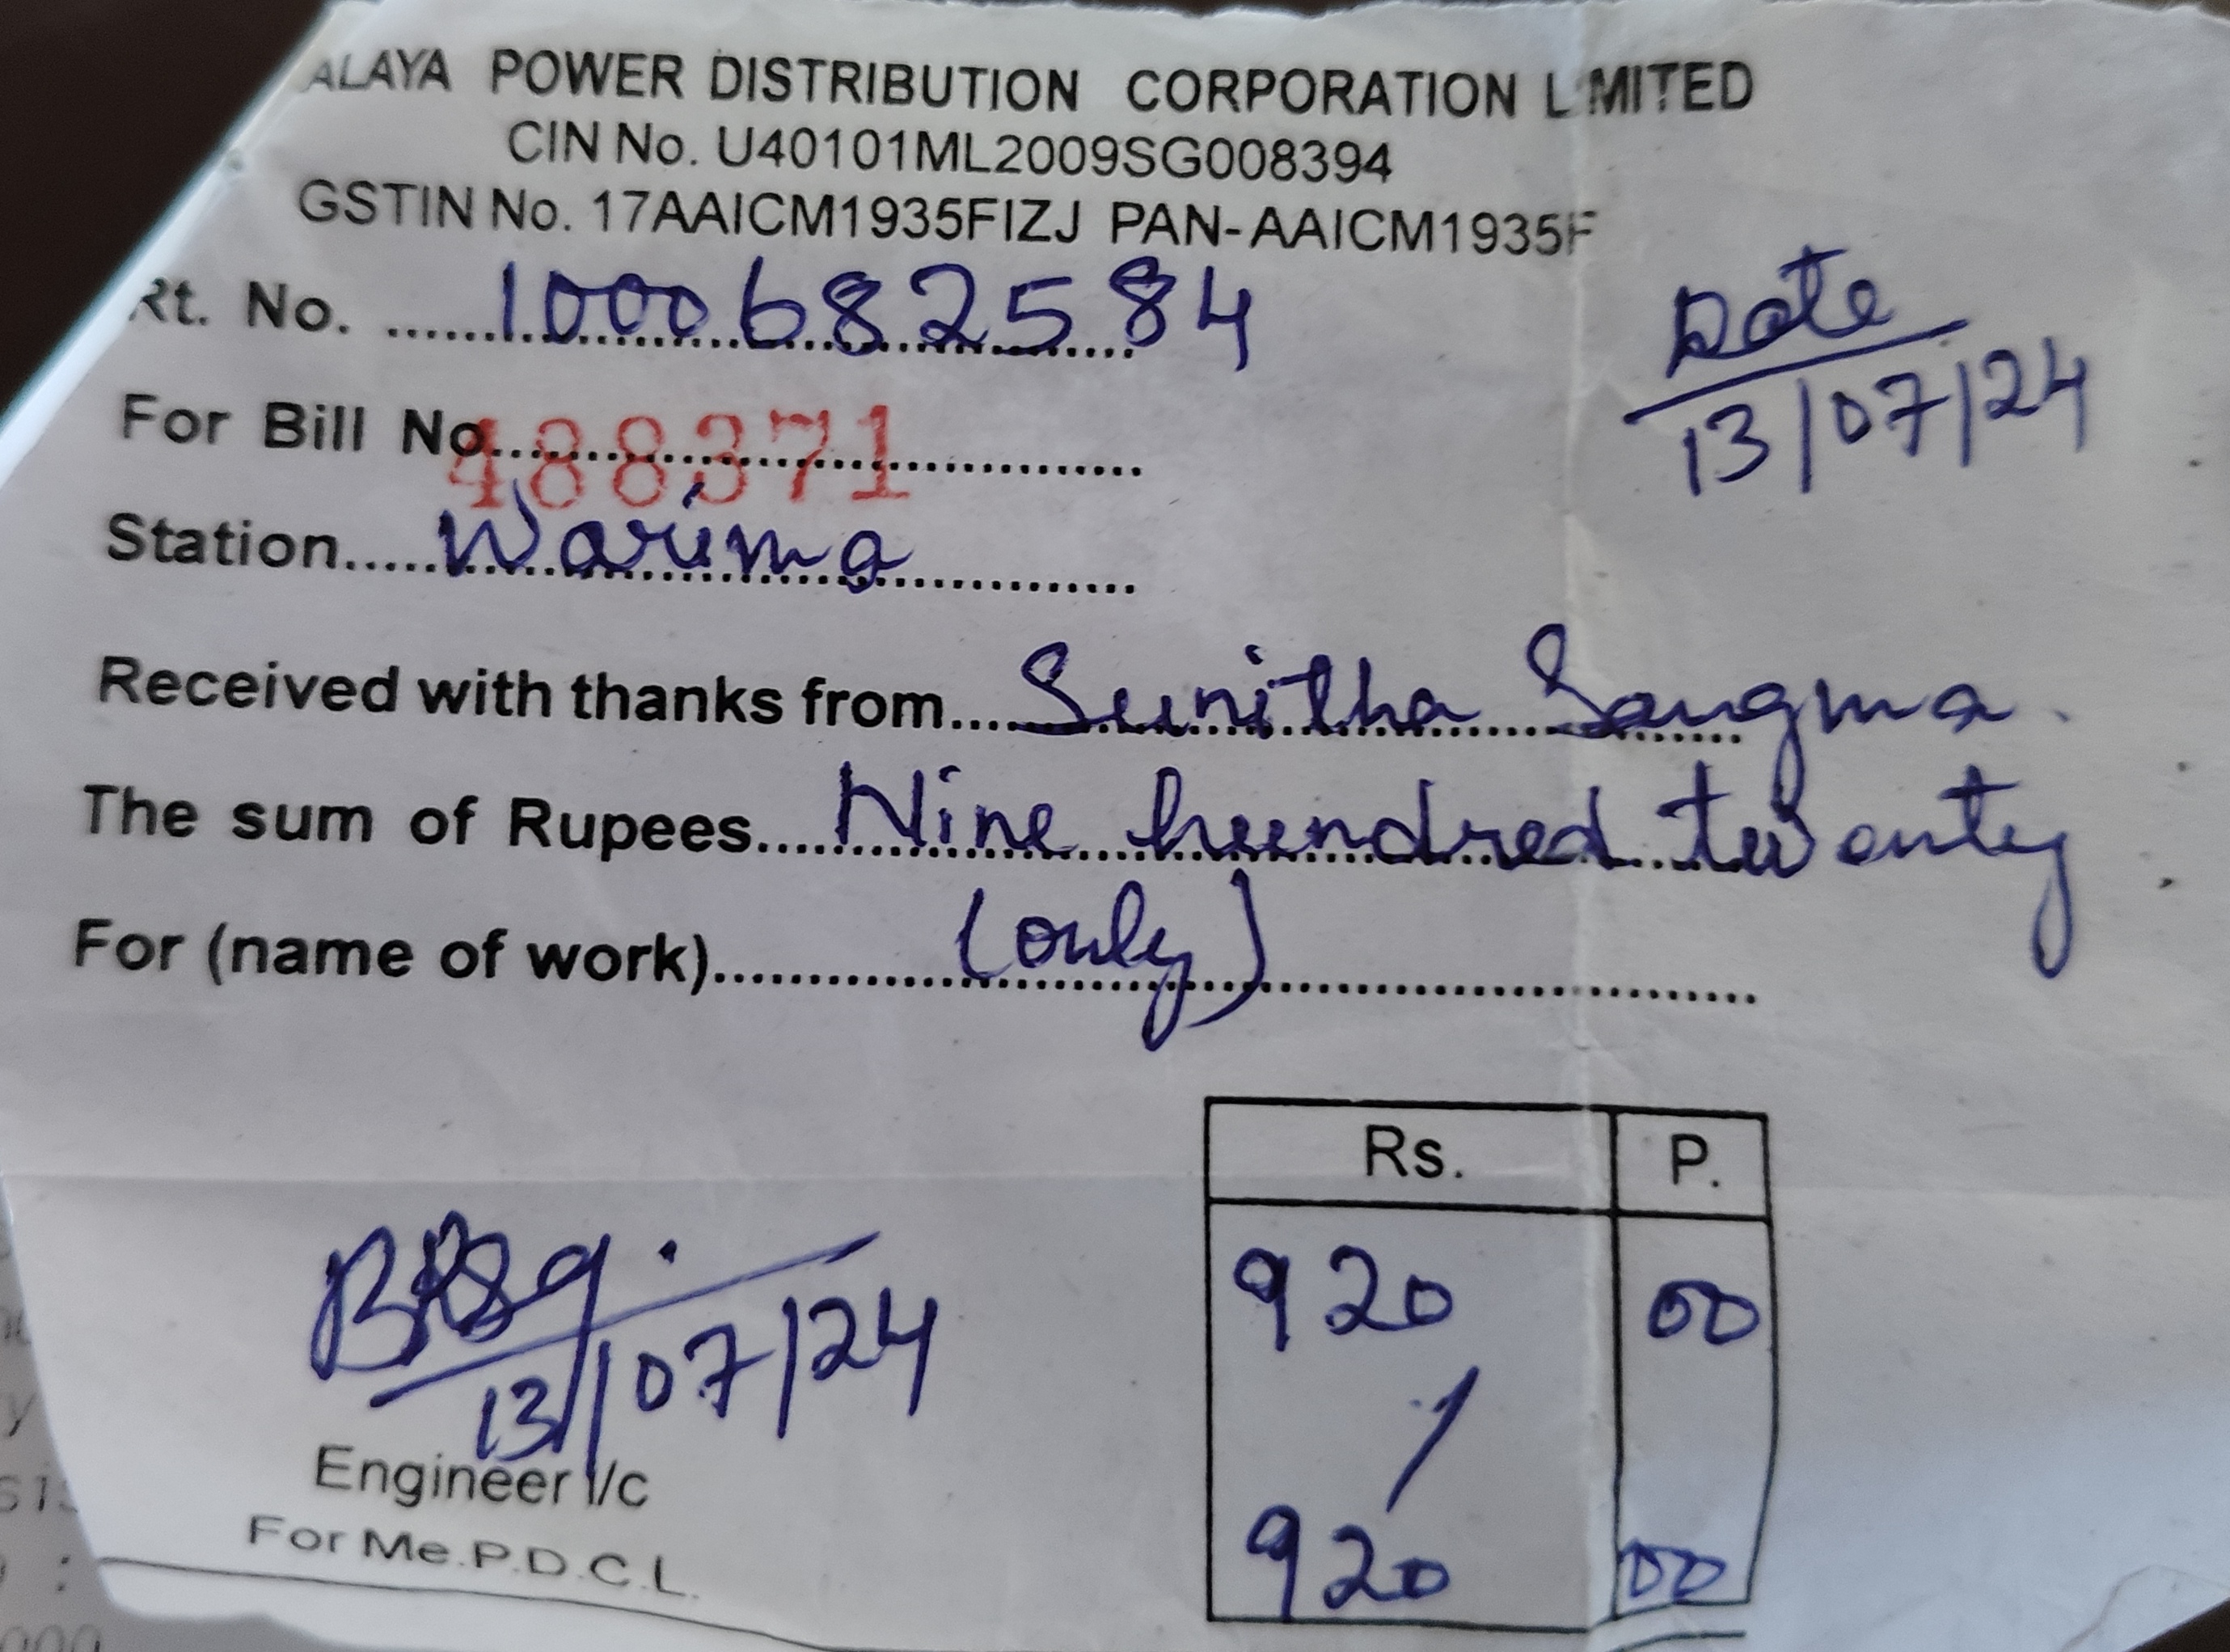 ALAYA POWER DISTRIBUTION CORPORATION LIMITED
CIN No. U40101ML2009SG008394
GSTIN No. 17AAICM1935FIZJ PAN-AAICM1935F
Rt. No. ......1000682584
Date
13/07/24
For Bill No. 488371
Station.....Warima
Received with thanks from....Sunitha Sangma.
The sum of Rupees....Nine hundred twenty
For (name of work)..........(only)
Rs. P.
920 00
13/07/24
Engineer I/c
For Me.P.D.C.L.
920 00